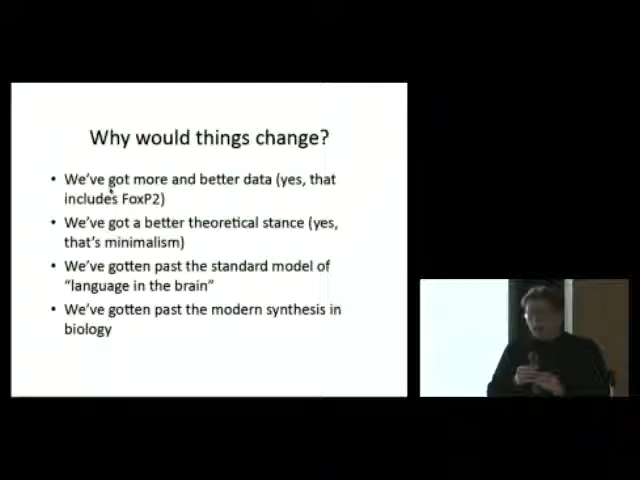 Why would things change?
• We've got more and better data (yes, that
includes FoxP2)
• We've got a better theoretical stance (yes,
that's minimalism)
• We've gotten past the standard model of
"language in the brain"
• We've gotten past the modern synthesis in
biology